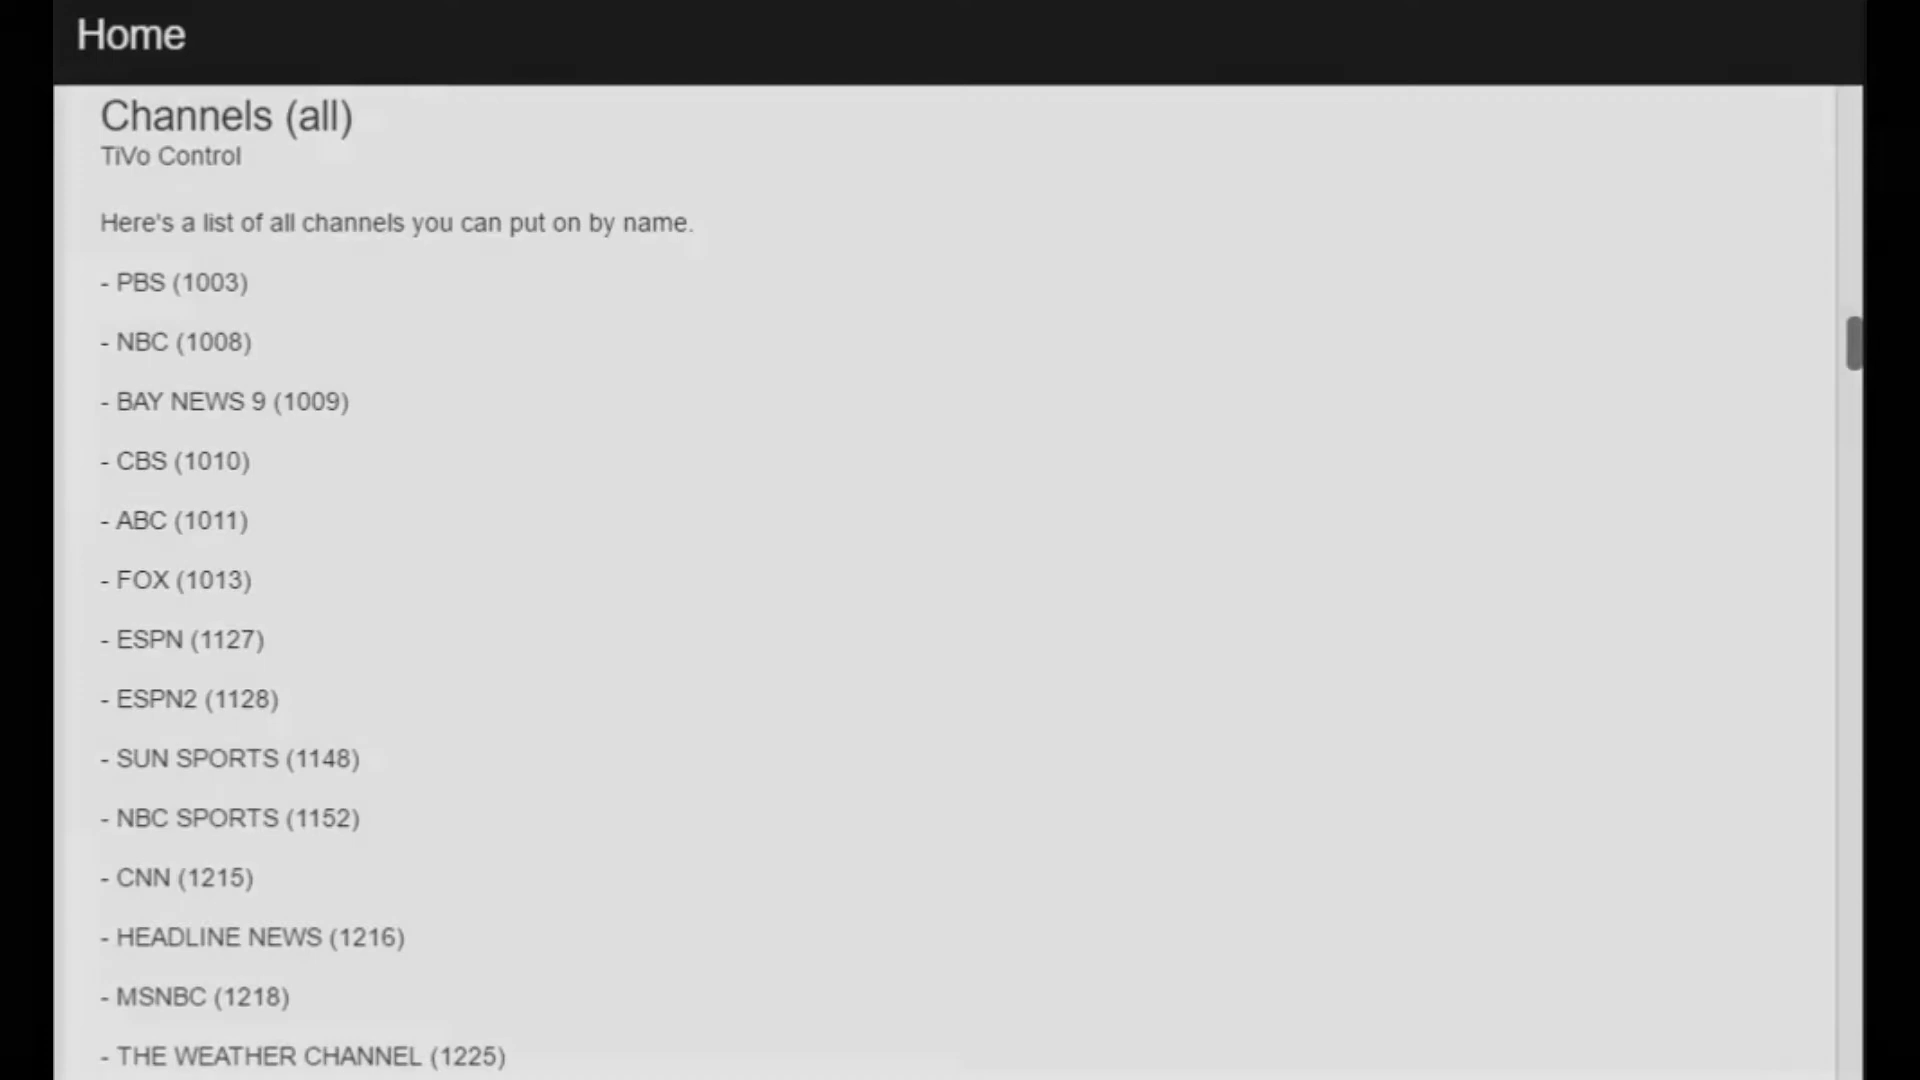 Home
Channels (all)
TiVo Control
Here's a list of all channels you can put on by name.
- PBS (1003)
- NBC (1008)
- BAY NEWS 9 (1009)
- CBS (1010)
- ABC (1011)
- FOX (1013)
- ESPN (1127)
- ESPN2 (1128)
- SUN SPORTS (1148)
- NBC SPORTS (1152)
- CNN (1215)
- HEADLINE NEWS (1216)
- MSNBC (1218)
- THE WEATHER CHANNEL (1225)